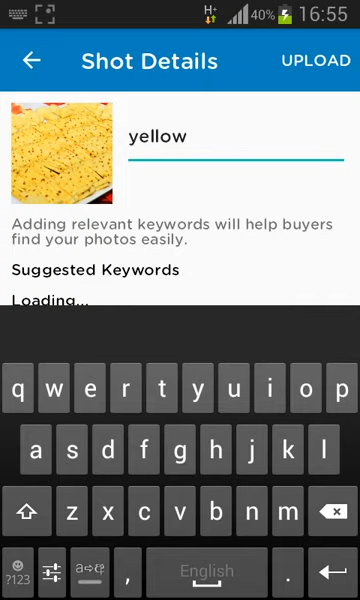 H+ 40% 16:55
Shot Details UPLOAD
yellow
Adding relevant keywords will help buyers
find your photos easily.
Suggested Keywords
Loading...
q w e r t y u i o p
a s d f g h j k l
z x c v b n m
?123 a , English .